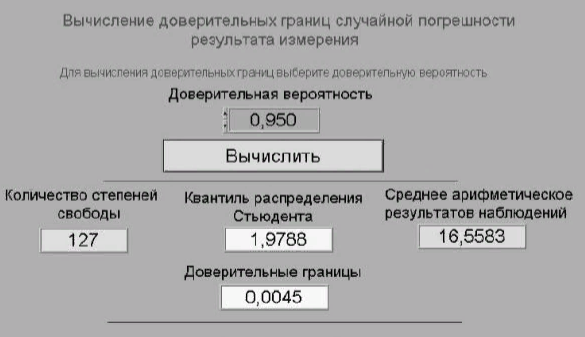 Вычисление доверительных границ случайной погрешности
результата измерения
Для вычисления доверительных границ выберите доверительную вероятность
Доверительная вероятность
0,950
Вычислить
Количество степеней
свободы
127
Квантиль распределения
Стьюдента
1,9788
Среднее арифметическое
результатов наблюдений
16,5583
Доверительные границы
0,0045